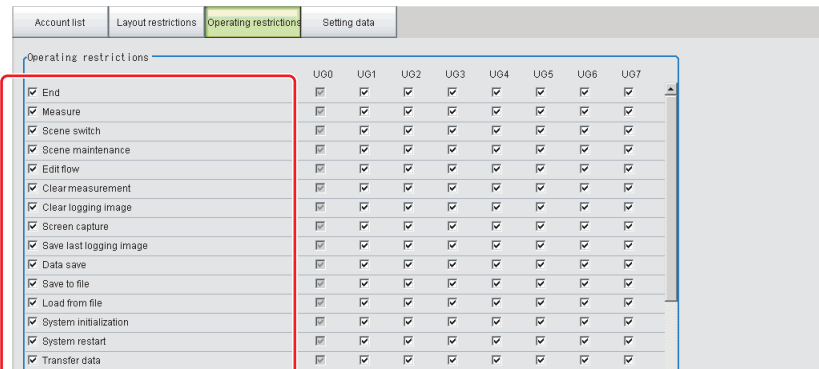 Account list Layout restrictions Operating restrictions Setting data
Operating restrictions
UG0 UG1 UG2 UG3 UG4 UG5 UG6 UG7
End
Measure
Scene switch
Scene maintenance
Edit flow
Clear measurement
Clear logging image
Screen capture
Save last logging image
Data save
Save to file
Load from file
System initialization
System restart
Transfer data